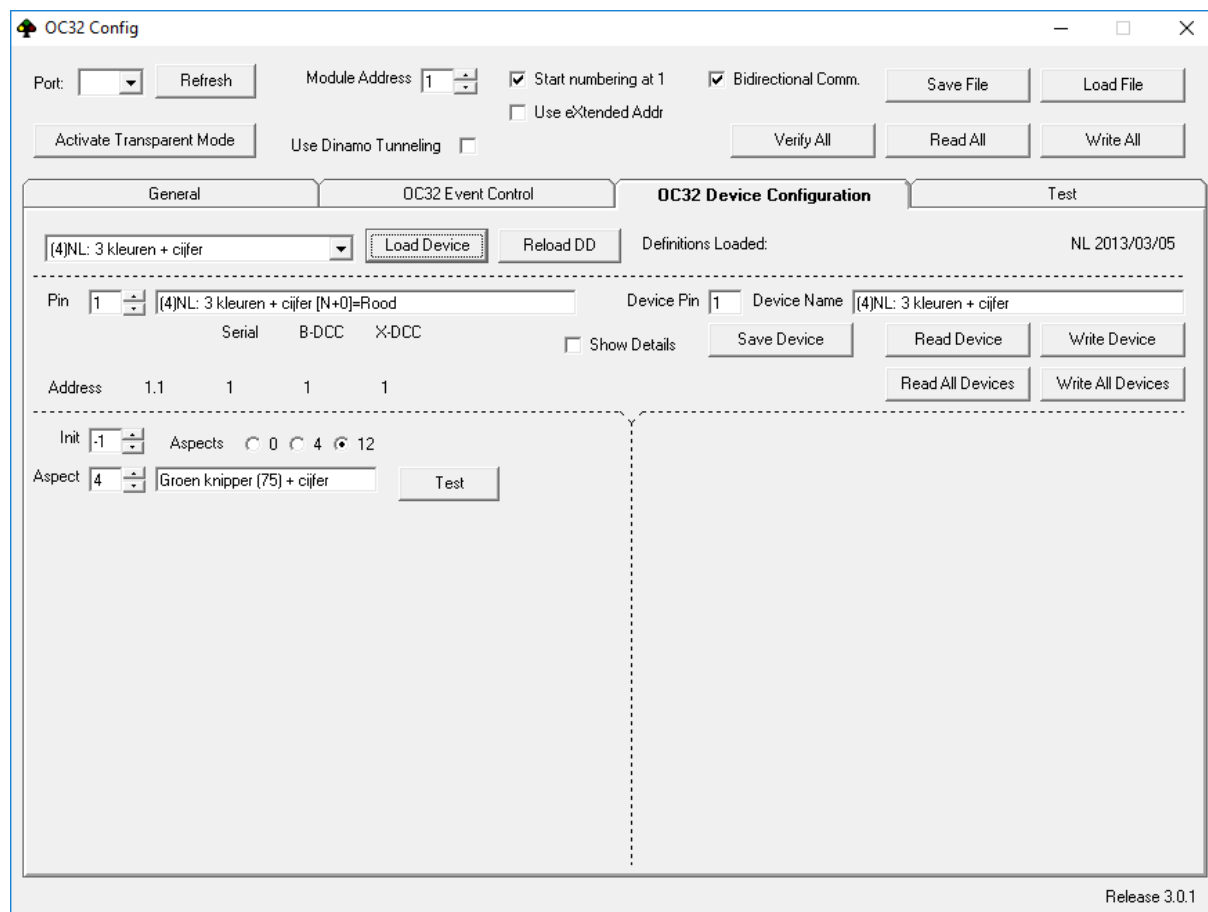 OC32 Config
Port: Refresh Module Address 1 Start numbering at 1 Bidirectional Comm. Save File Load File
Use eXtended Addr
Activate Transparent Mode Use Dinamo Tunneling Verify All Read All Write All
General OC32 Event Control OC32 Device Configuration Test
(4)NL: 3 kleuren + cijfer Load Device Reload DD Definitions Loaded: NL 2013/03/05
Pin 1 (4)NL: 3 kleuren + cijfer [N+0]=Rood Device Pin 1 Device Name (4)NL: 3 kleuren + cijfer
Serial B-DCC X-DCC Show Details Save Device Read Device Write Device
Address 1.1 1 1 1 Read All Devices Write All Devices
Init -1 Aspects 0 4 12
Aspect 4 Groen knipper (75) + cijfer Test
Release 3.0.1